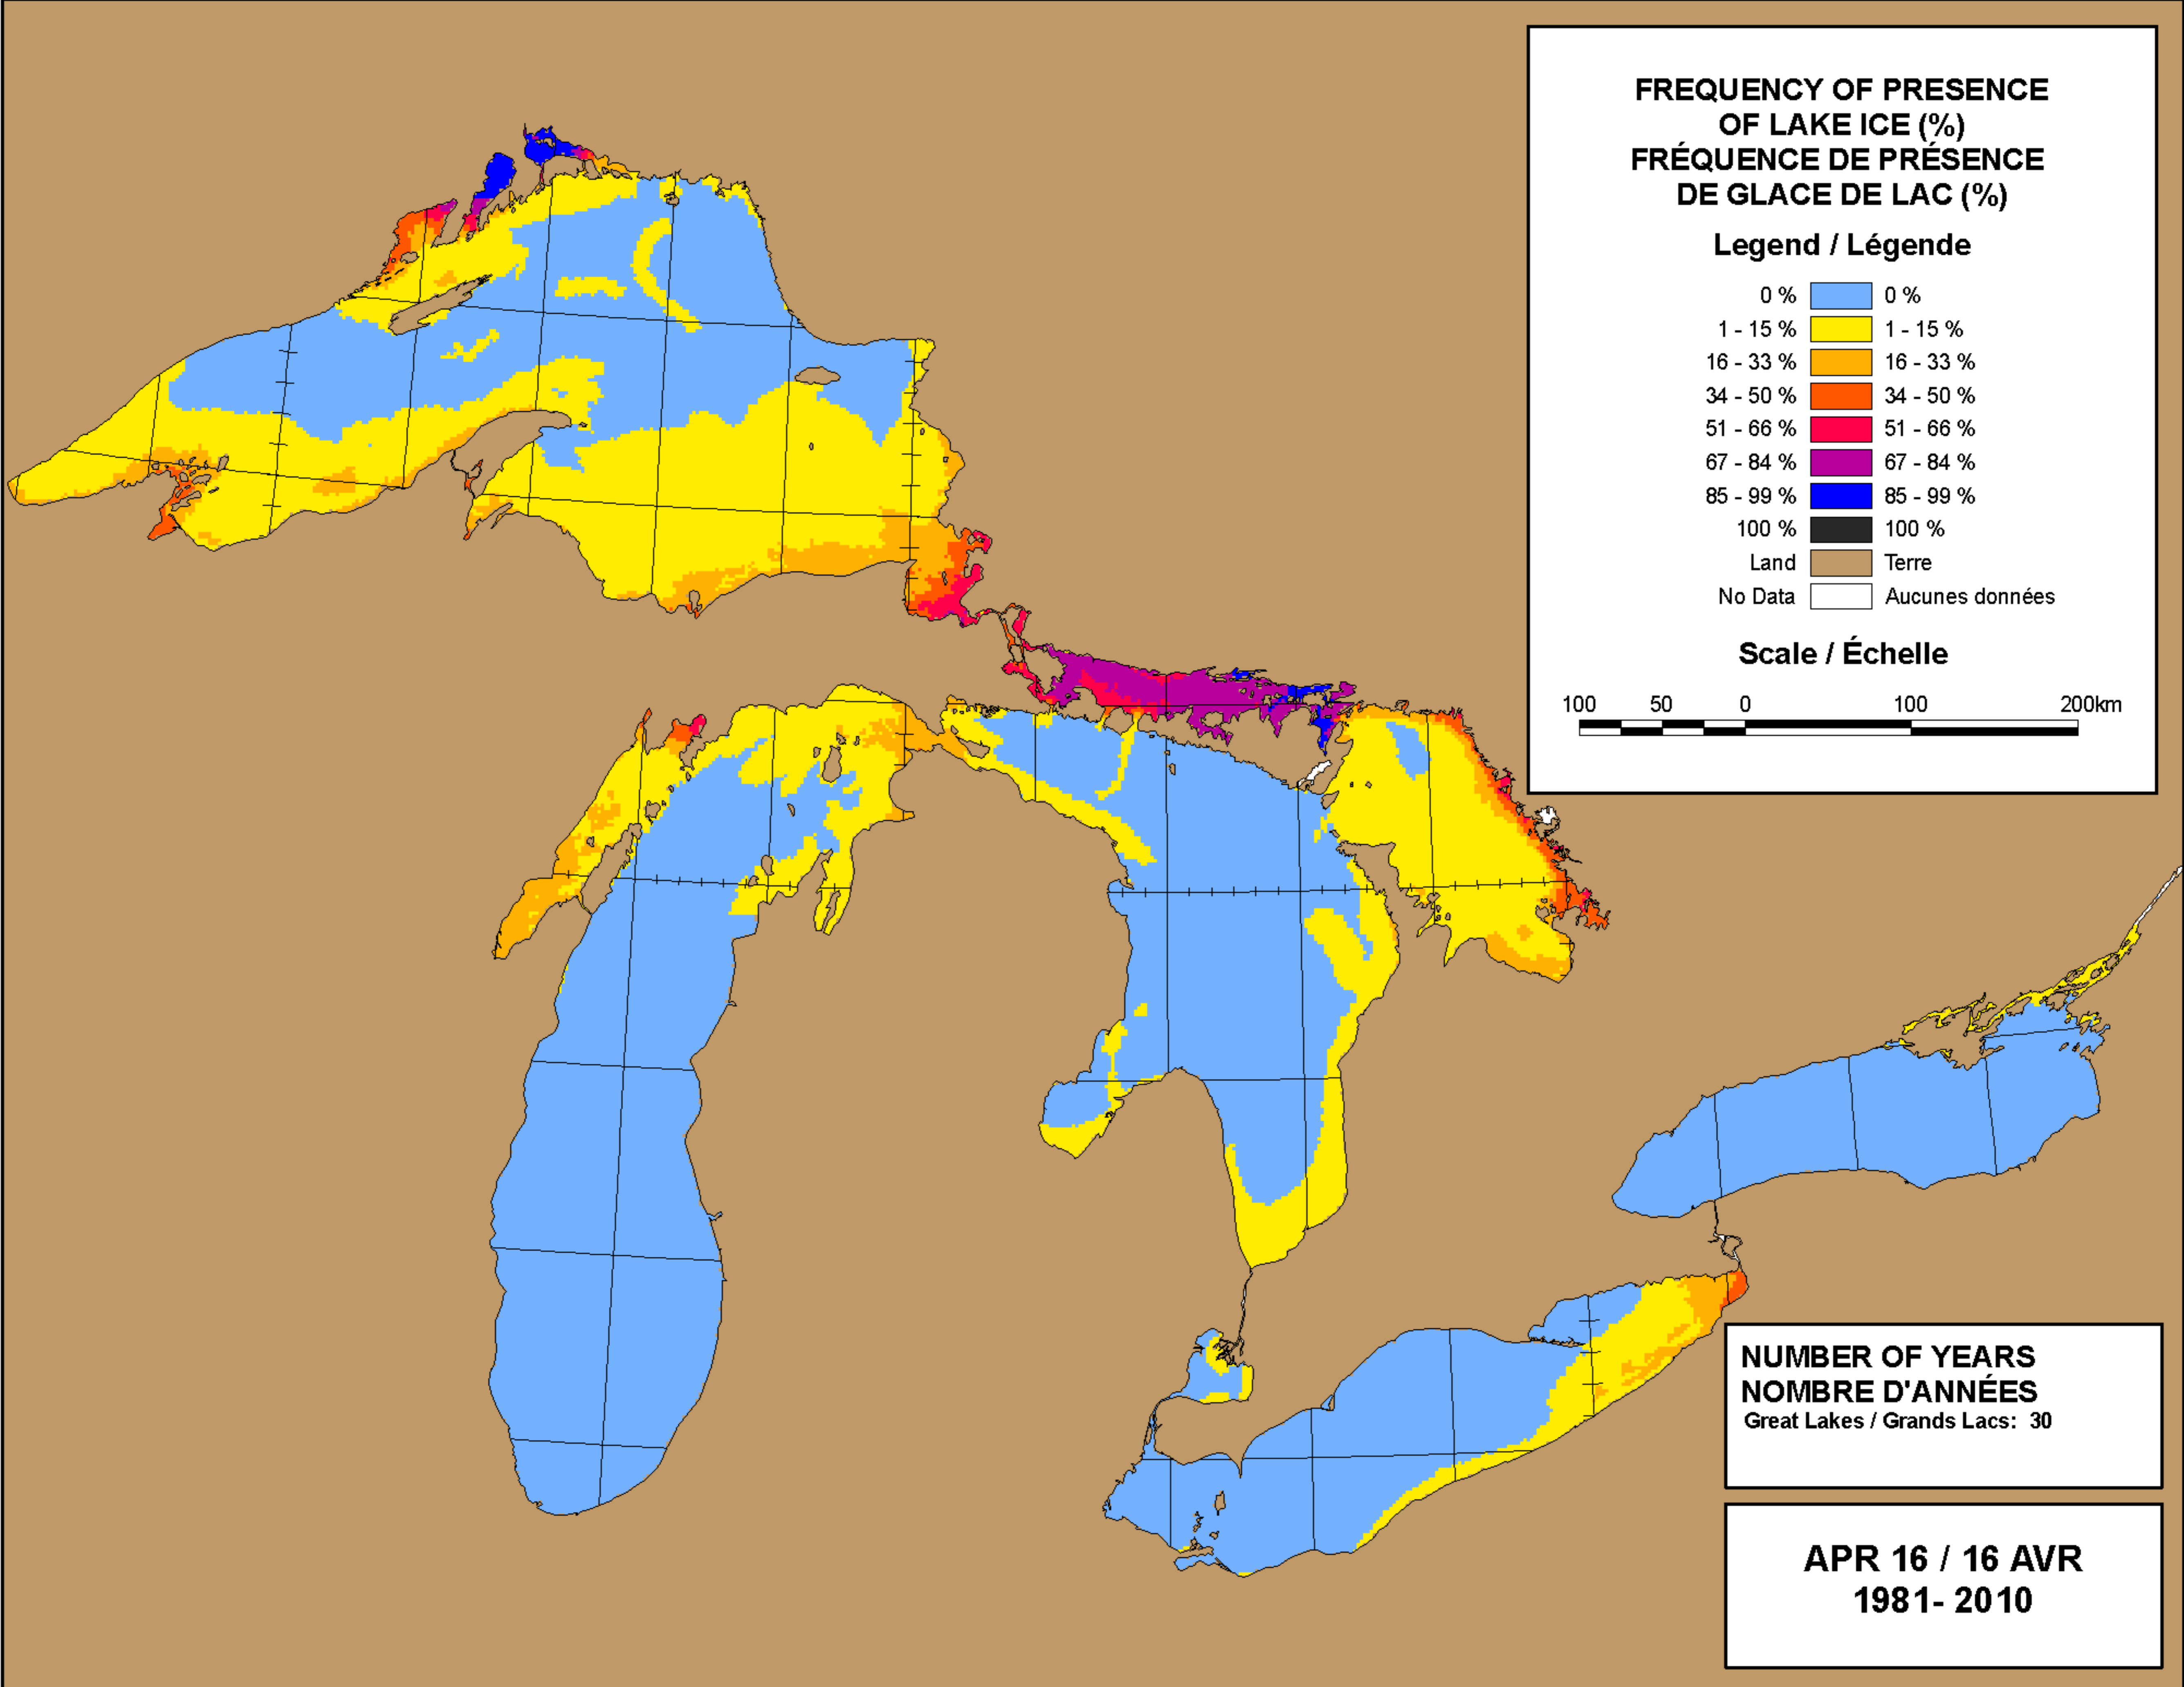 FREQUENCY OF PRESENCE
OF LAKE ICE (%)
FRÉQUENCE DE PRÉSENCE
DE GLACE DE LAC (%)
Legend / Légende
0 % 0 %
1 - 15 % 1 - 15 %
16 - 33 % 16 - 33 %
34 - 50 % 34 - 50 %
51 - 66 % 51 - 66 %
67 - 84 % 67 - 84 %
85 - 99 % 85 - 99 %
100 % 100 %
Land Terre
No Data Aucunes données
Scale / Échelle
100 50 0 100 200km
NUMBER OF YEARS
NOMBRE D'ANNÉES
Great Lakes / Grands Lacs: 30
APR 16 / 16 AVR
1981- 2010